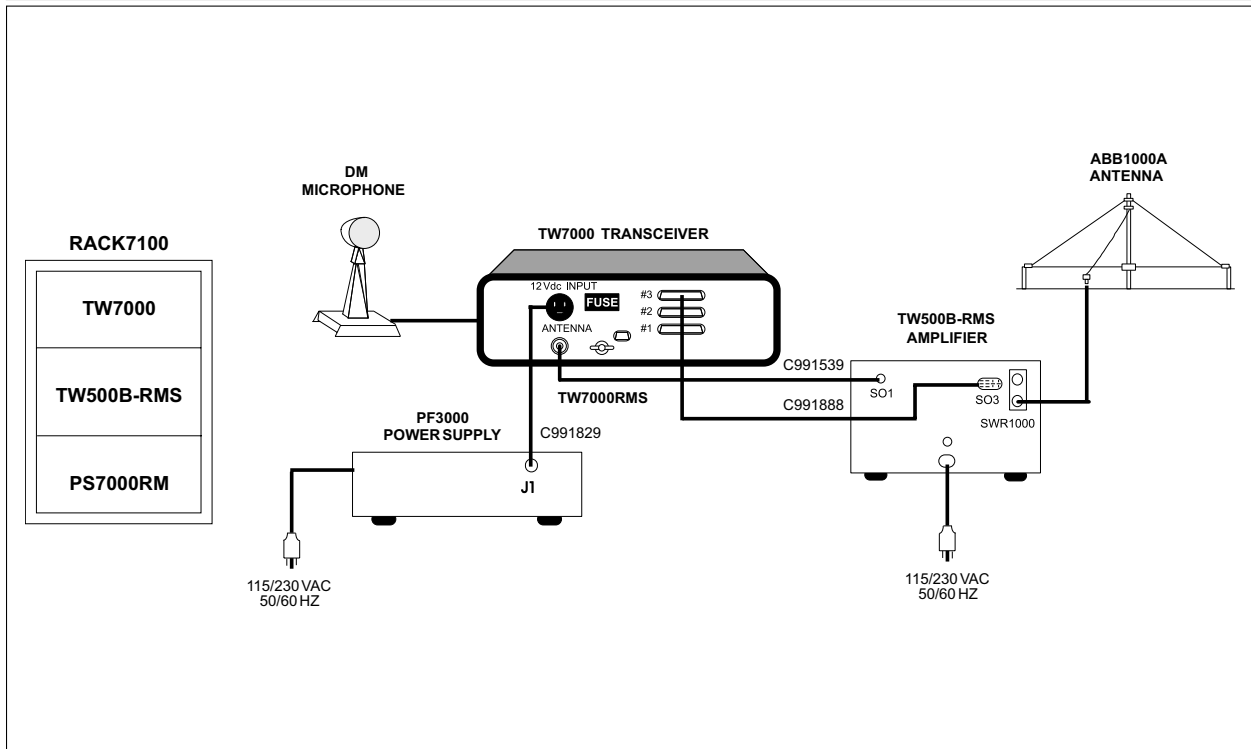 RACK7100
TW7000
TW500B-RMS
PS7000RM
DM
MICROPHONE
TW7000 TRANSCEIVER
12Vdc INPUT
FUSE
ANTENNA
#3
#2
#1
TW7000RMS
PF3000
POWER SUPPLY
C991829
J1
115/230 VAC
50/60 HZ
C991539
C991888
ABB1000A
ANTENNA
TW500B-RMS
AMPLIFIER
SO1
SO3
SWR1000
115/230 VAC
50/60 HZ